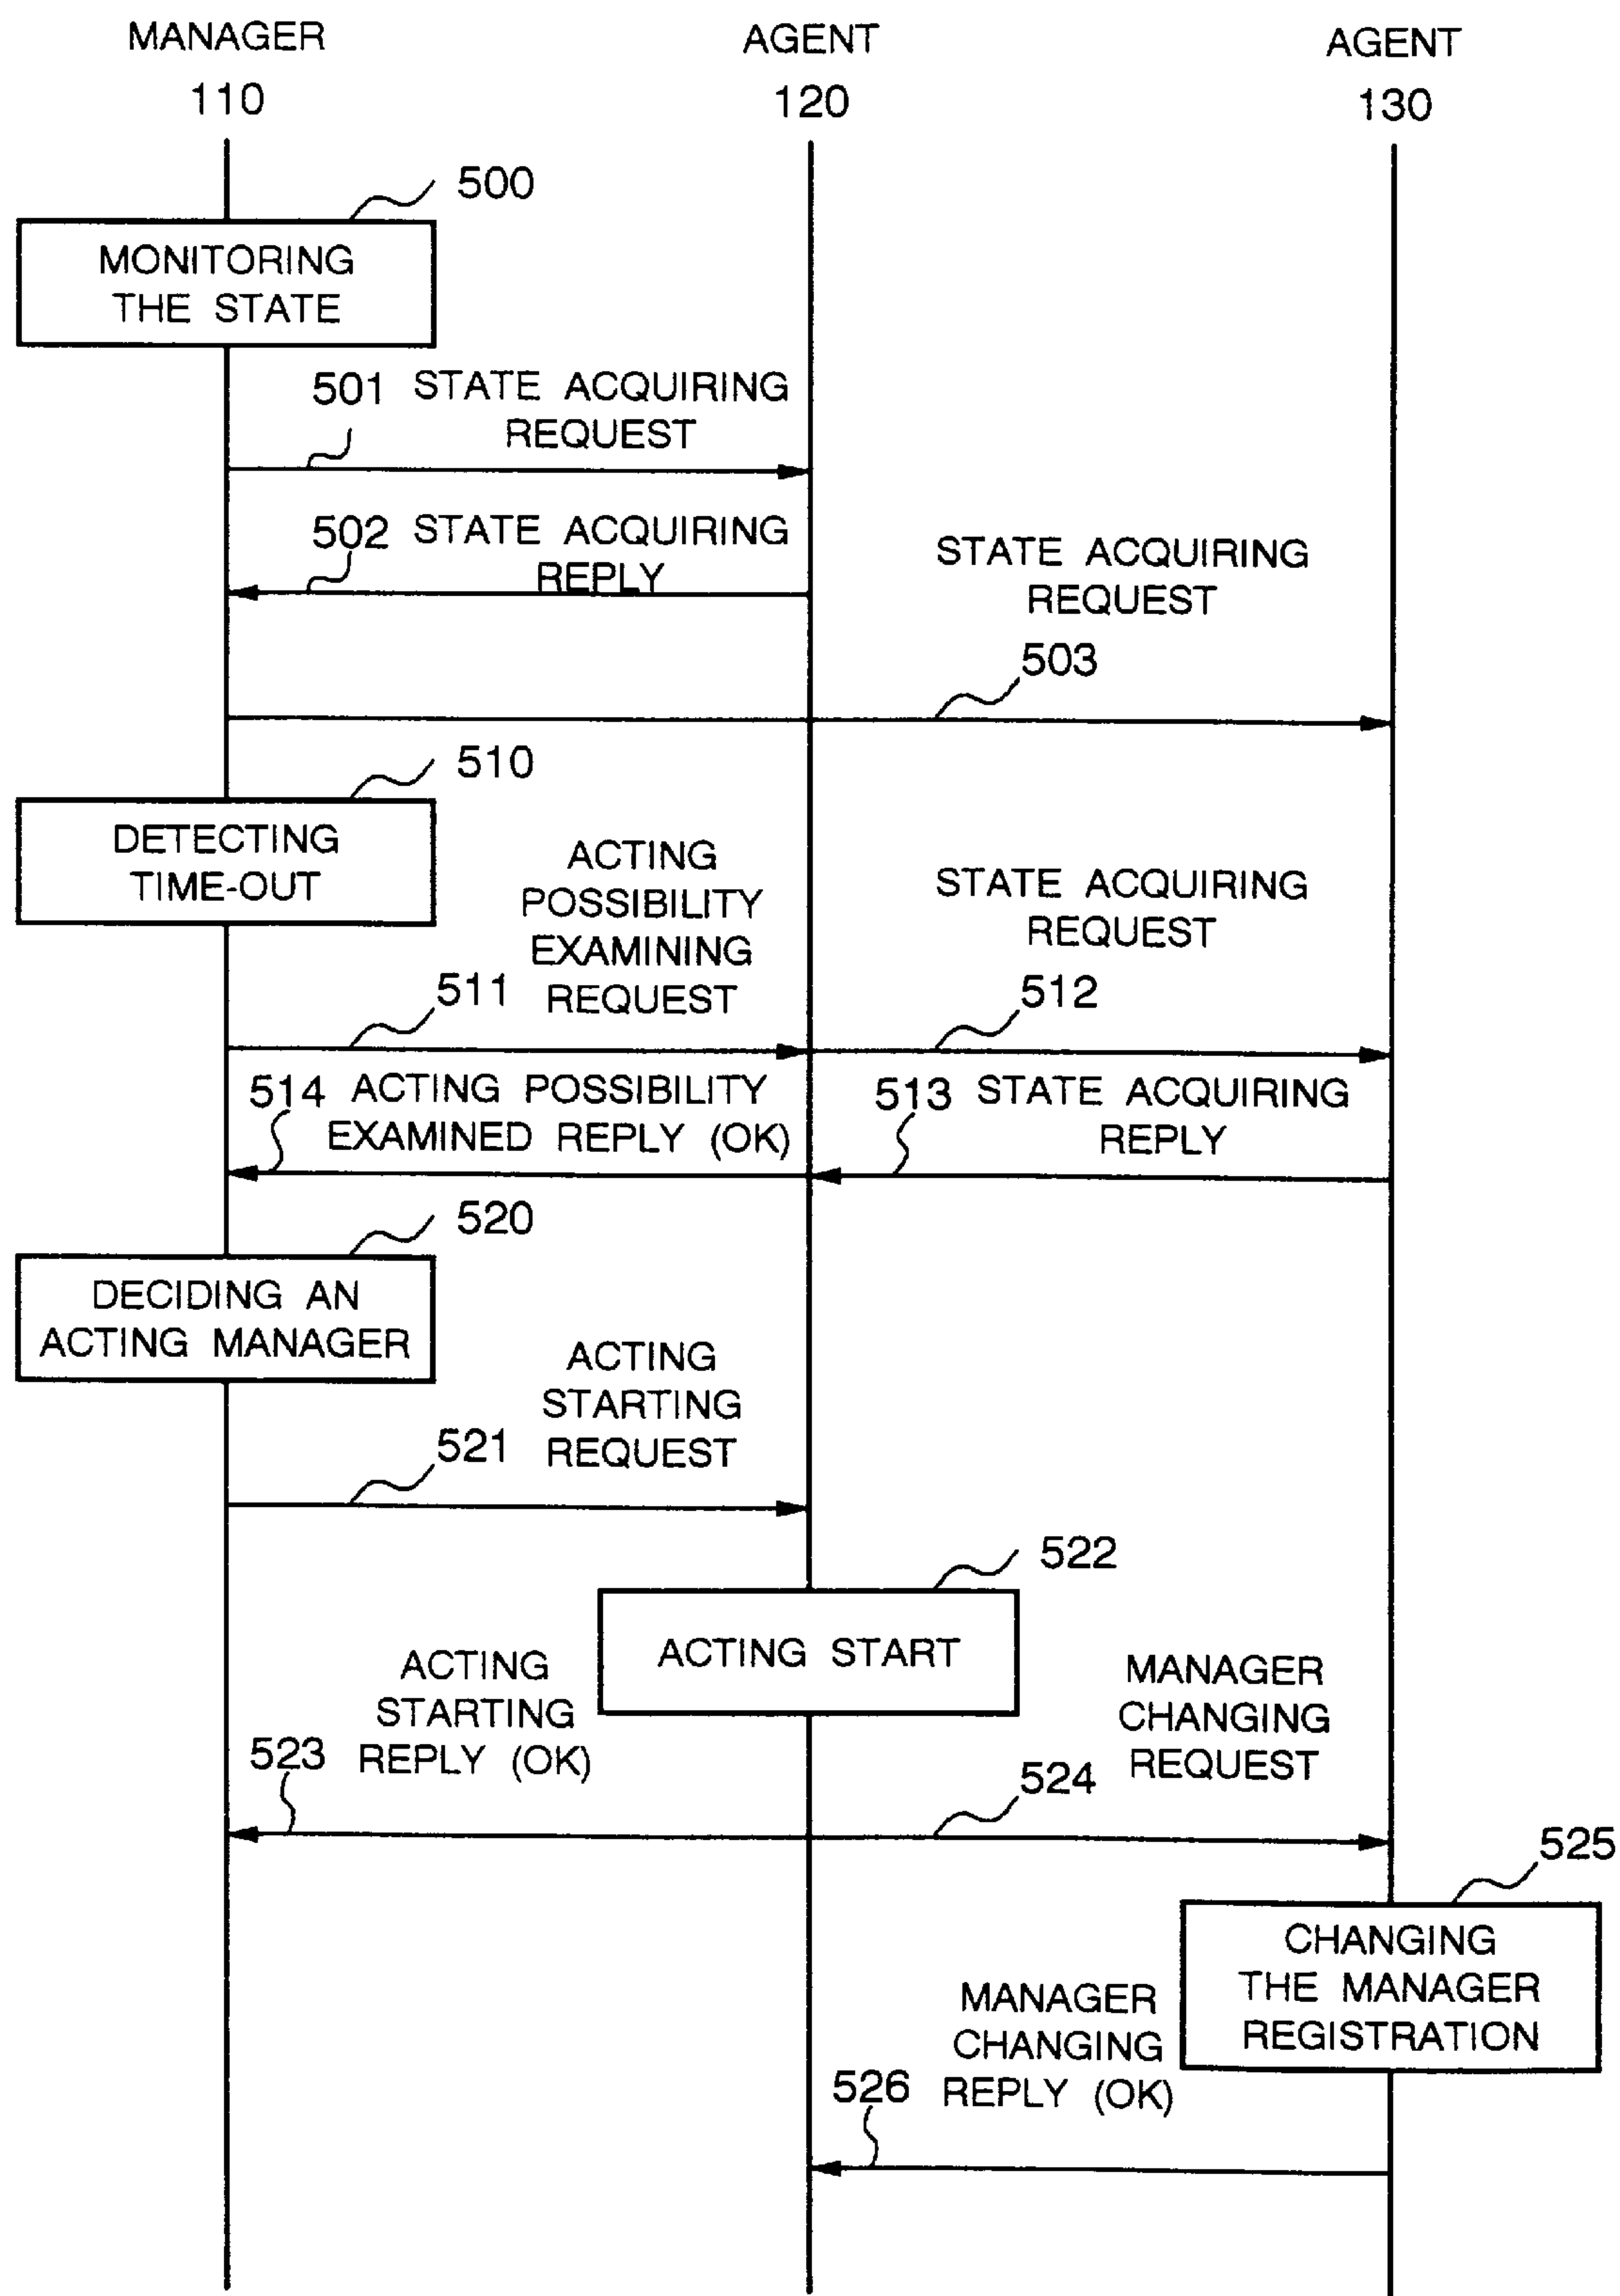 MANAGER
110
AGENT
120
AGENT
130
500
MONITORING
THE STATE
501 STATE ACQUIRING
REQUEST
502 STATE ACQUIRING
REPLY
STATE ACQUIRING
REQUEST
503
510
DETECTING
TIME-OUT
ACTING
POSSIBILITY
EXAMINING
REQUEST
511
STATE ACQUIRING
REQUEST
512
514 ACTING POSSIBILITY
EXAMINED REPLY (OK)
513 STATE ACQUIRING
REPLY
520
DECIDING AN
ACTING MANAGER
ACTING
STARTING
REQUEST
521
522
ACTING START
ACTING
STARTING
REPLY (OK)
523
MANAGER
CHANGING
REQUEST
524
525
CHANGING
THE MANAGER
REGISTRATION
MANAGER
CHANGING
REPLY (OK)
526